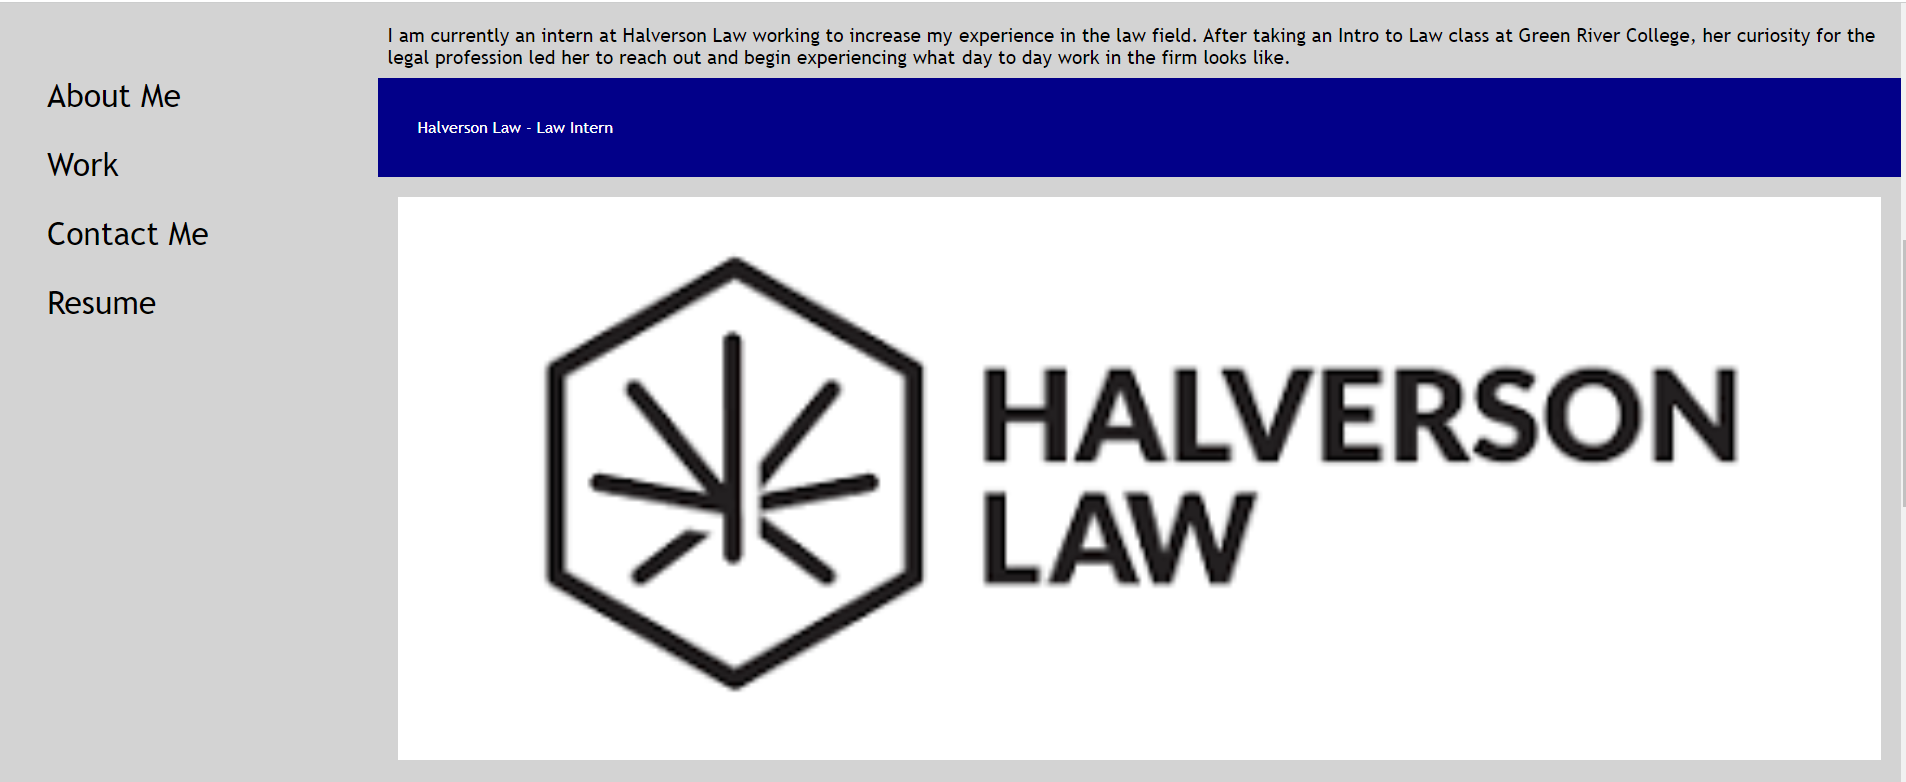 I am currently an intern at Halverson Law working to increase my experience in the law field. After taking an Intro to Law class at Green River College, her curiosity for the
legal profession led her to reach out and begin experiencing what day to day work in the firm looks like.
About Me
Work
Contact Me
Resume
Halverson Law - Law Intern
HALVERSON
LAW